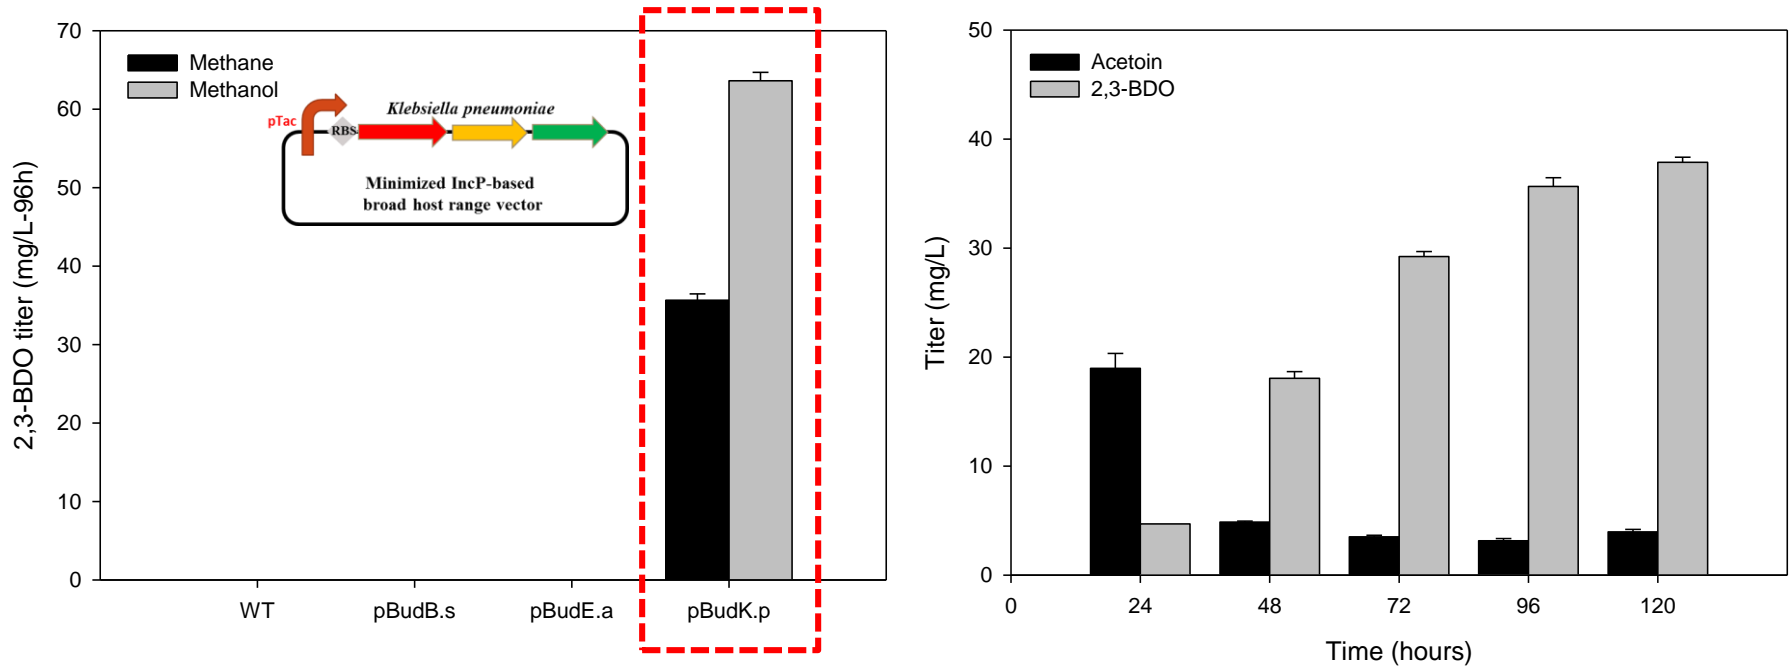 70
60
50
40
30
20
10
0
2,3-BDO titer (mg/L-96h)
Methane
Methanol
pTac
RBS
Klebsiella pneumoniae
Minimized IncP-based
broad host range vector
WT
pBudB.s
pBudE.a
pBudK.p
50
40
30
20
10
0
Titer (mg/L)
Acetoin
2,3-BDO
0
24
48
72
96
120
Time (hours)